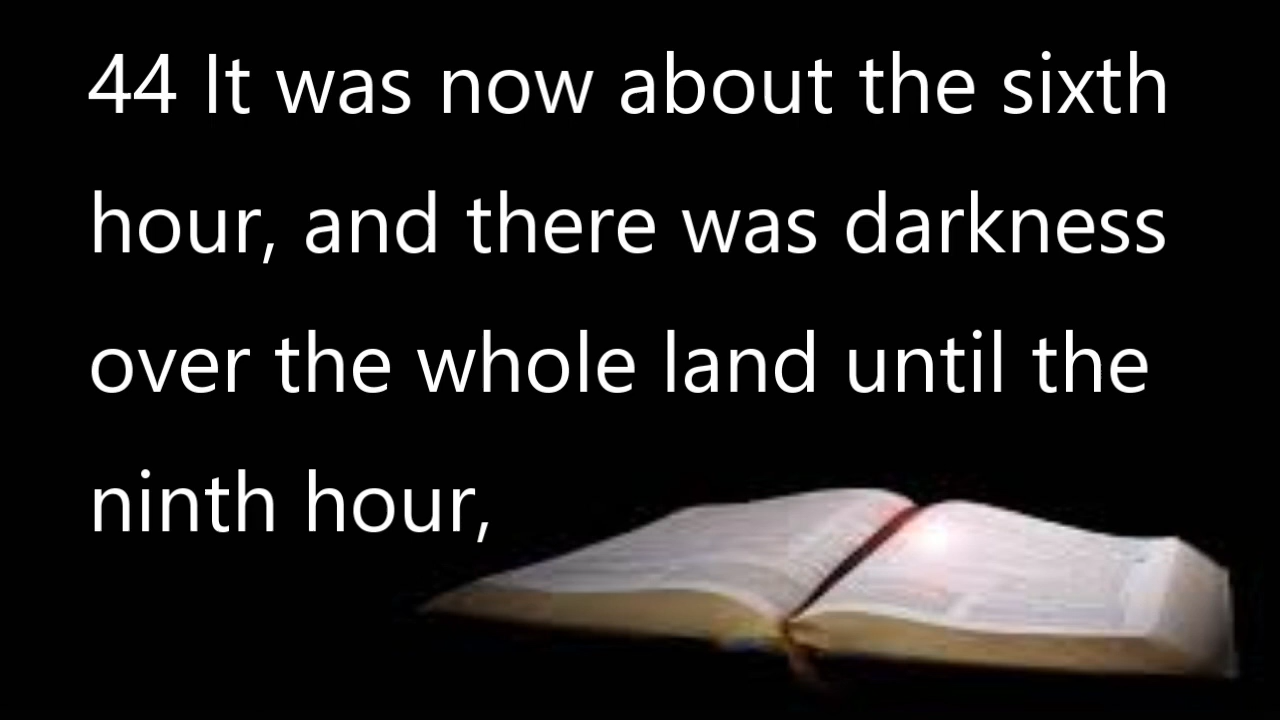 44 It was now about the sixth
hour, and there was darkness
over the whole land until the
ninth hour,